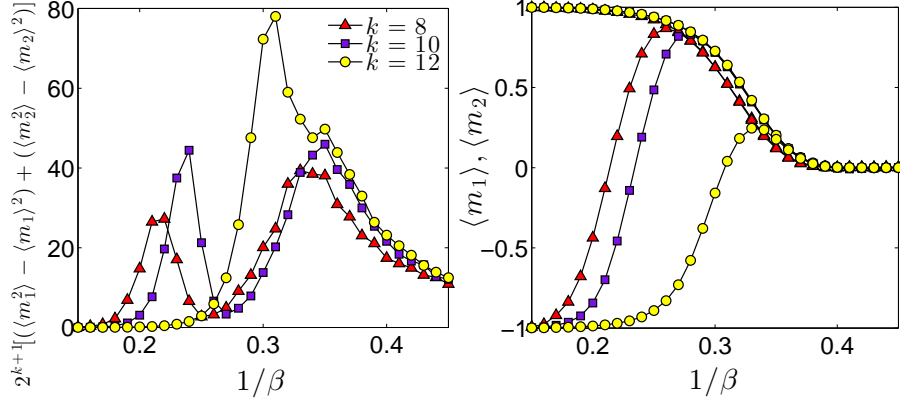 2^{k+1}[(⟨m_1^2⟩ − ⟨m_1⟩^2) + (⟨m_2^2⟩ − ⟨m_2⟩^2)]
80
60
40
20
0
0.2
0.3
0.4
1/β
k = 8
k = 10
k = 12
⟨m_1⟩, ⟨m_2⟩
1
0.5
0
−0.5
−1
0.2
0.3
0.4
1/β